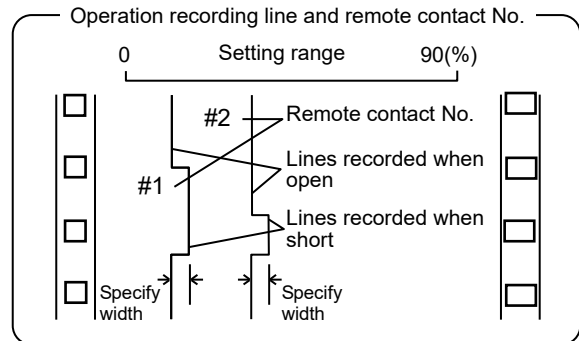 Operation recording line and remote contact No.
0 Setting range 90(%)
#2 Remote contact No.
Lines recorded when
open
#1
Lines recorded when
short
Specify
width
Specify
width